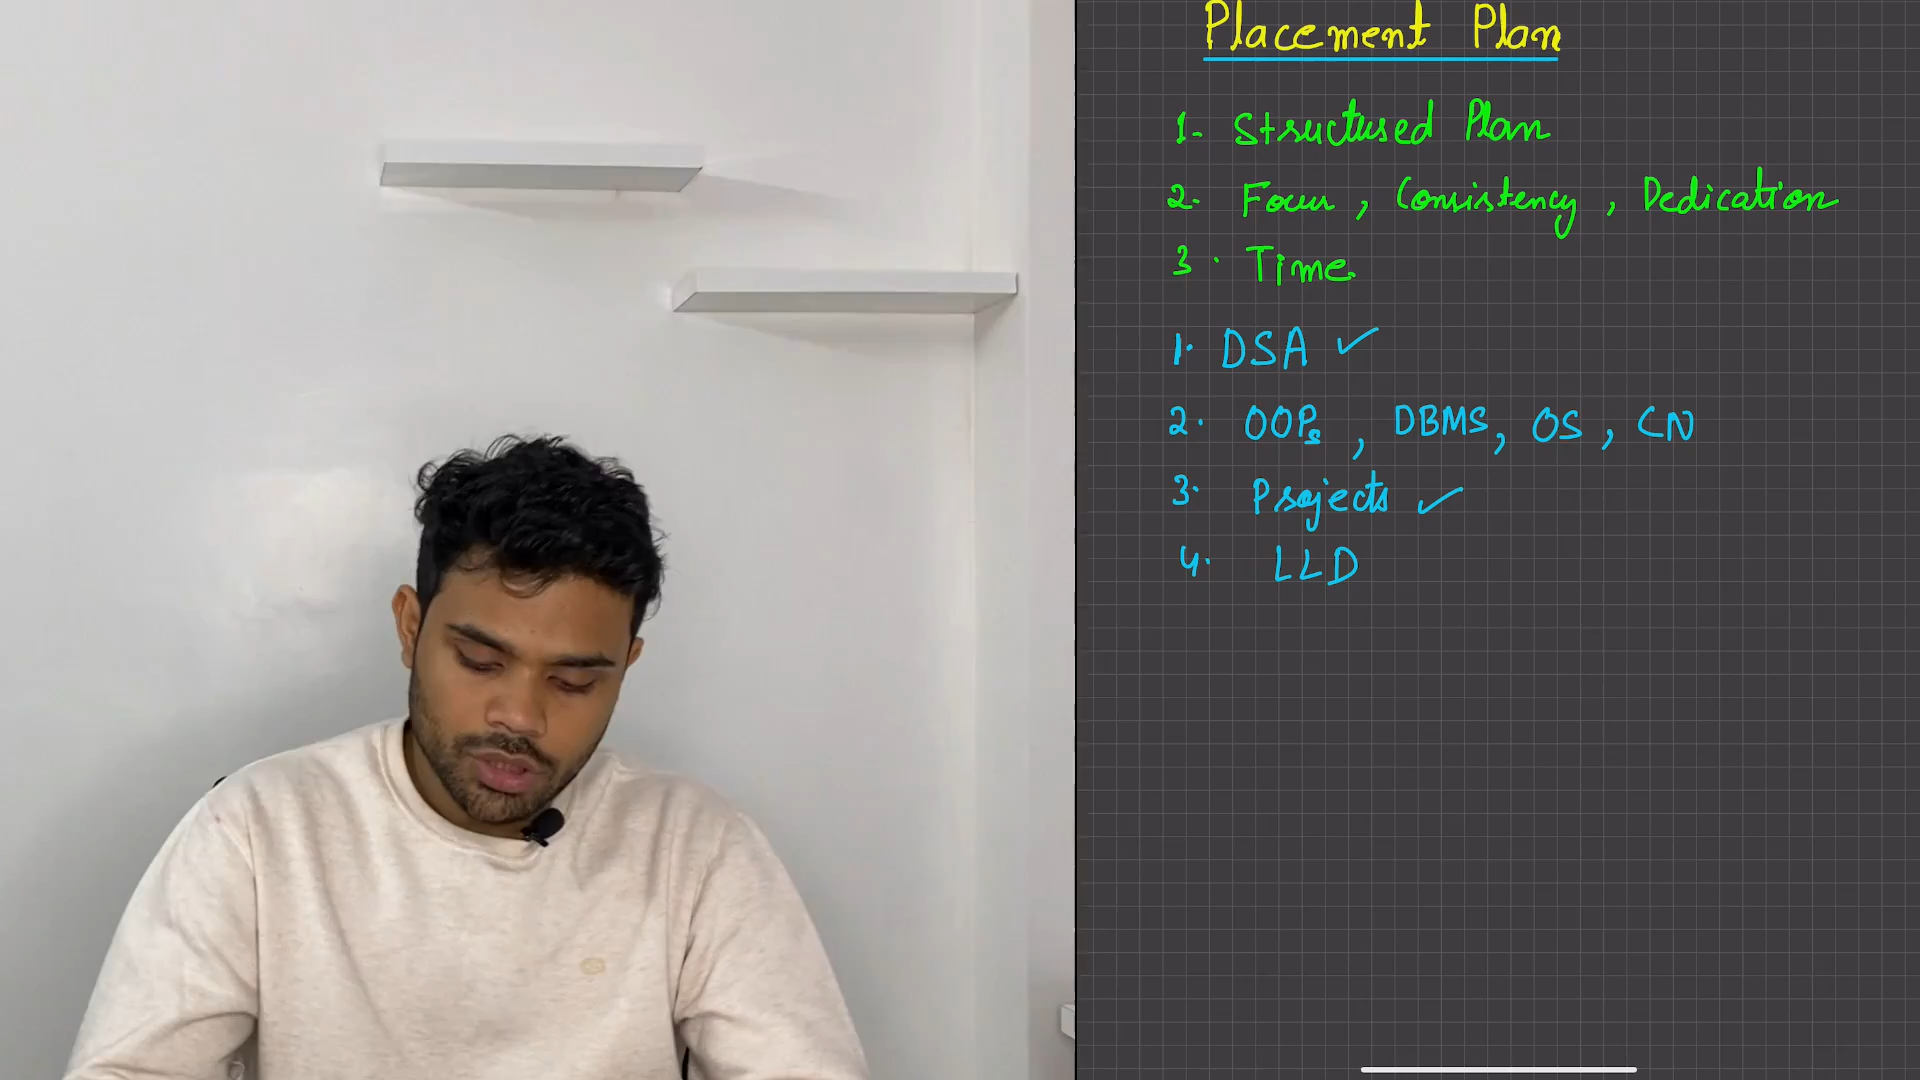 Placement Plan
1. Structured Plan
2. Focus, Consistency, Dedication
3. Time
1. DSA ✓
2. OOPs, DBMS, OS, CN
3. Projects ✓
4. LLD